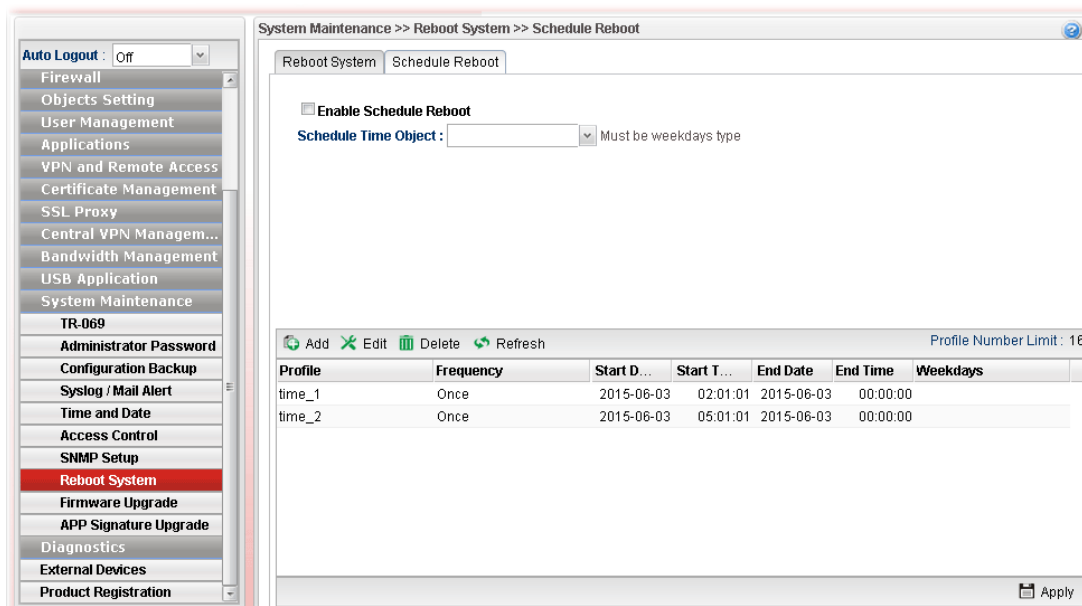 System Maintenance >> Reboot System >> Schedule Reboot
Auto Logout : Off
Firewall
Objects Setting
User Management
Applications
VPN and Remote Access
Certificate Management
SSL Proxy
Central VPN Managem...
Bandwidth Management
USB Application
System Maintenance
TR-069
Administrator Password
Configuration Backup
Syslog / Mail Alert
Time and Date
Access Control
SNMP Setup
Reboot System
Firmware Upgrade
APP Signature Upgrade
Diagnostics
External Devices
Product Registration
Reboot System Schedule Reboot
Enable Schedule Reboot
Schedule Time Object : Must be weekdays type
Add Edit Delete Refresh Profile Number Limit : 16
Profile Frequency Start D... Start T... End Date End Time Weekdays
time_1 Once 2015-06-03 02:01:01 2015-06-03 00:00:00
time_2 Once 2015-06-03 05:01:01 2015-06-03 00:00:00
Apply